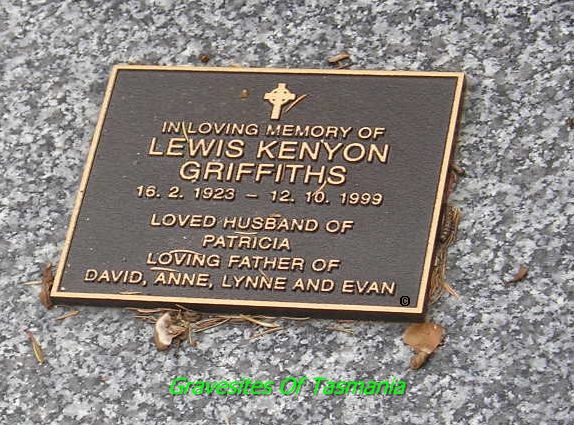 IN LOVING MEMORY OF
LEWIS KENYON
GRIFFITHS
16. 2. 1923 – 12. 10. 1999
LOVED HUSBAND OF
PATRICIA
LOVING FATHER OF
DAVID, ANNE, LYNNE AND EVAN
Gravesites Of Tasmania